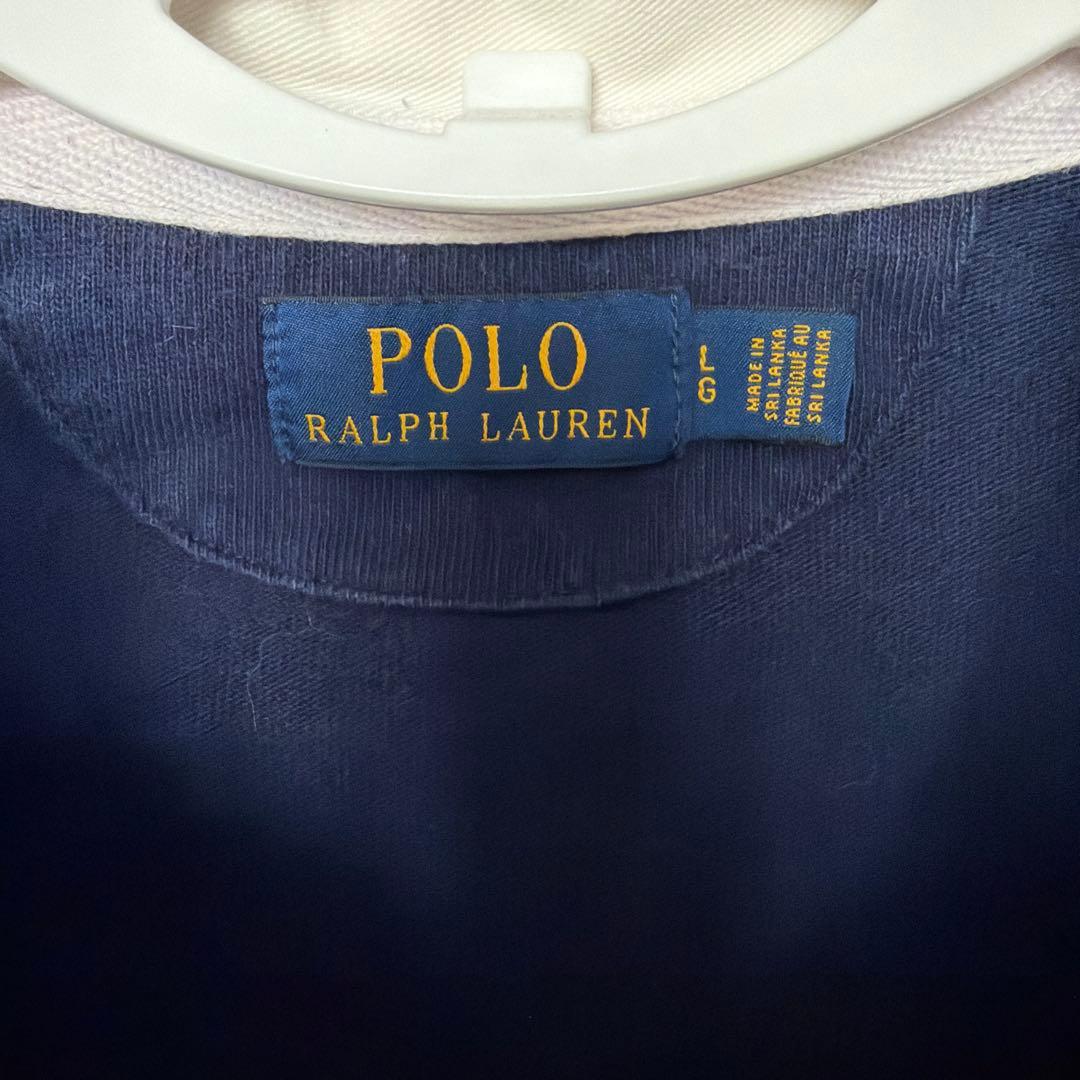 POLO
RALPH LAUREN
L
G
MADE IN
SRI LANKA
FABRIQUÉ AU
SRI LANKA